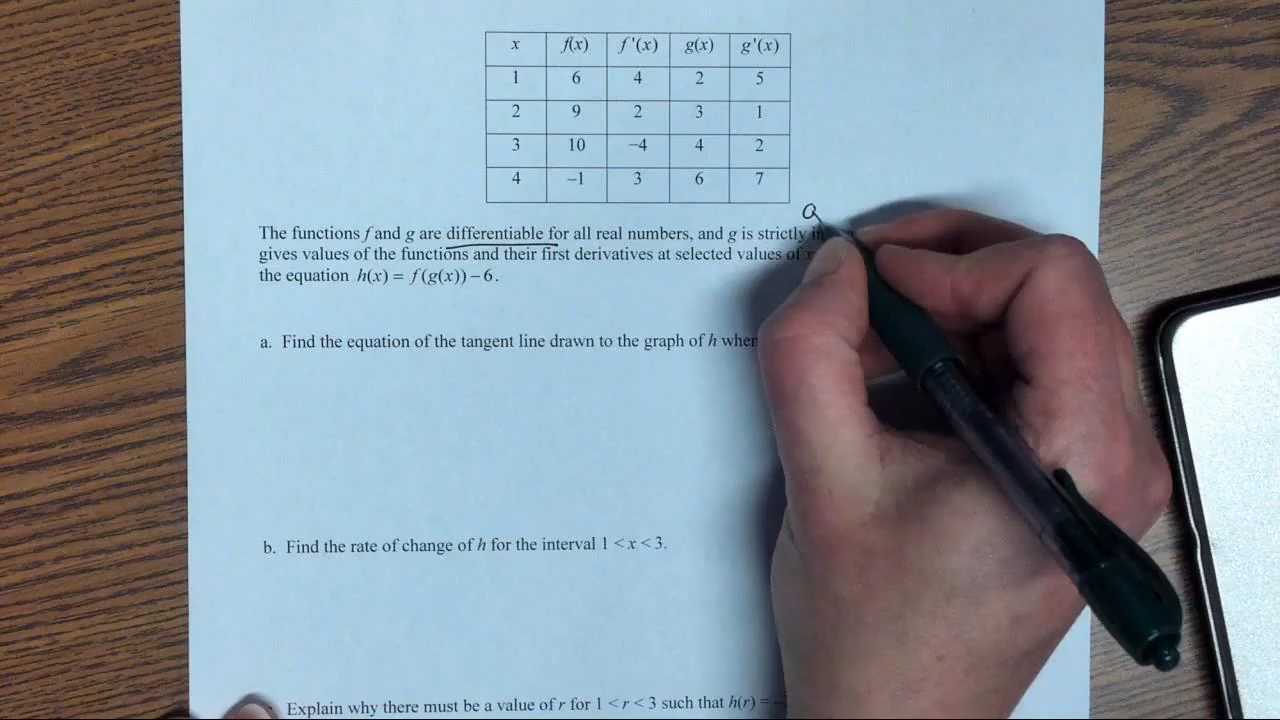 x f(x) f '(x) g(x) g'(x)
1 6 4 2 5
2 9 2 3 1
3 10 −4 4 2
4 −1 3 6 7
The functions f and g are differentiable for all real numbers, and g is strictly
gives values of the functions and their first derivatives at selected values of
the equation h(x) = f(g(x)) − 6.
a. Find the equation of the tangent line drawn to the graph of h
b. Find the rate of change of h for the interval 1 < x < 3.
Explain why there must be a value of r for 1 < r < 3 such that h(r) =